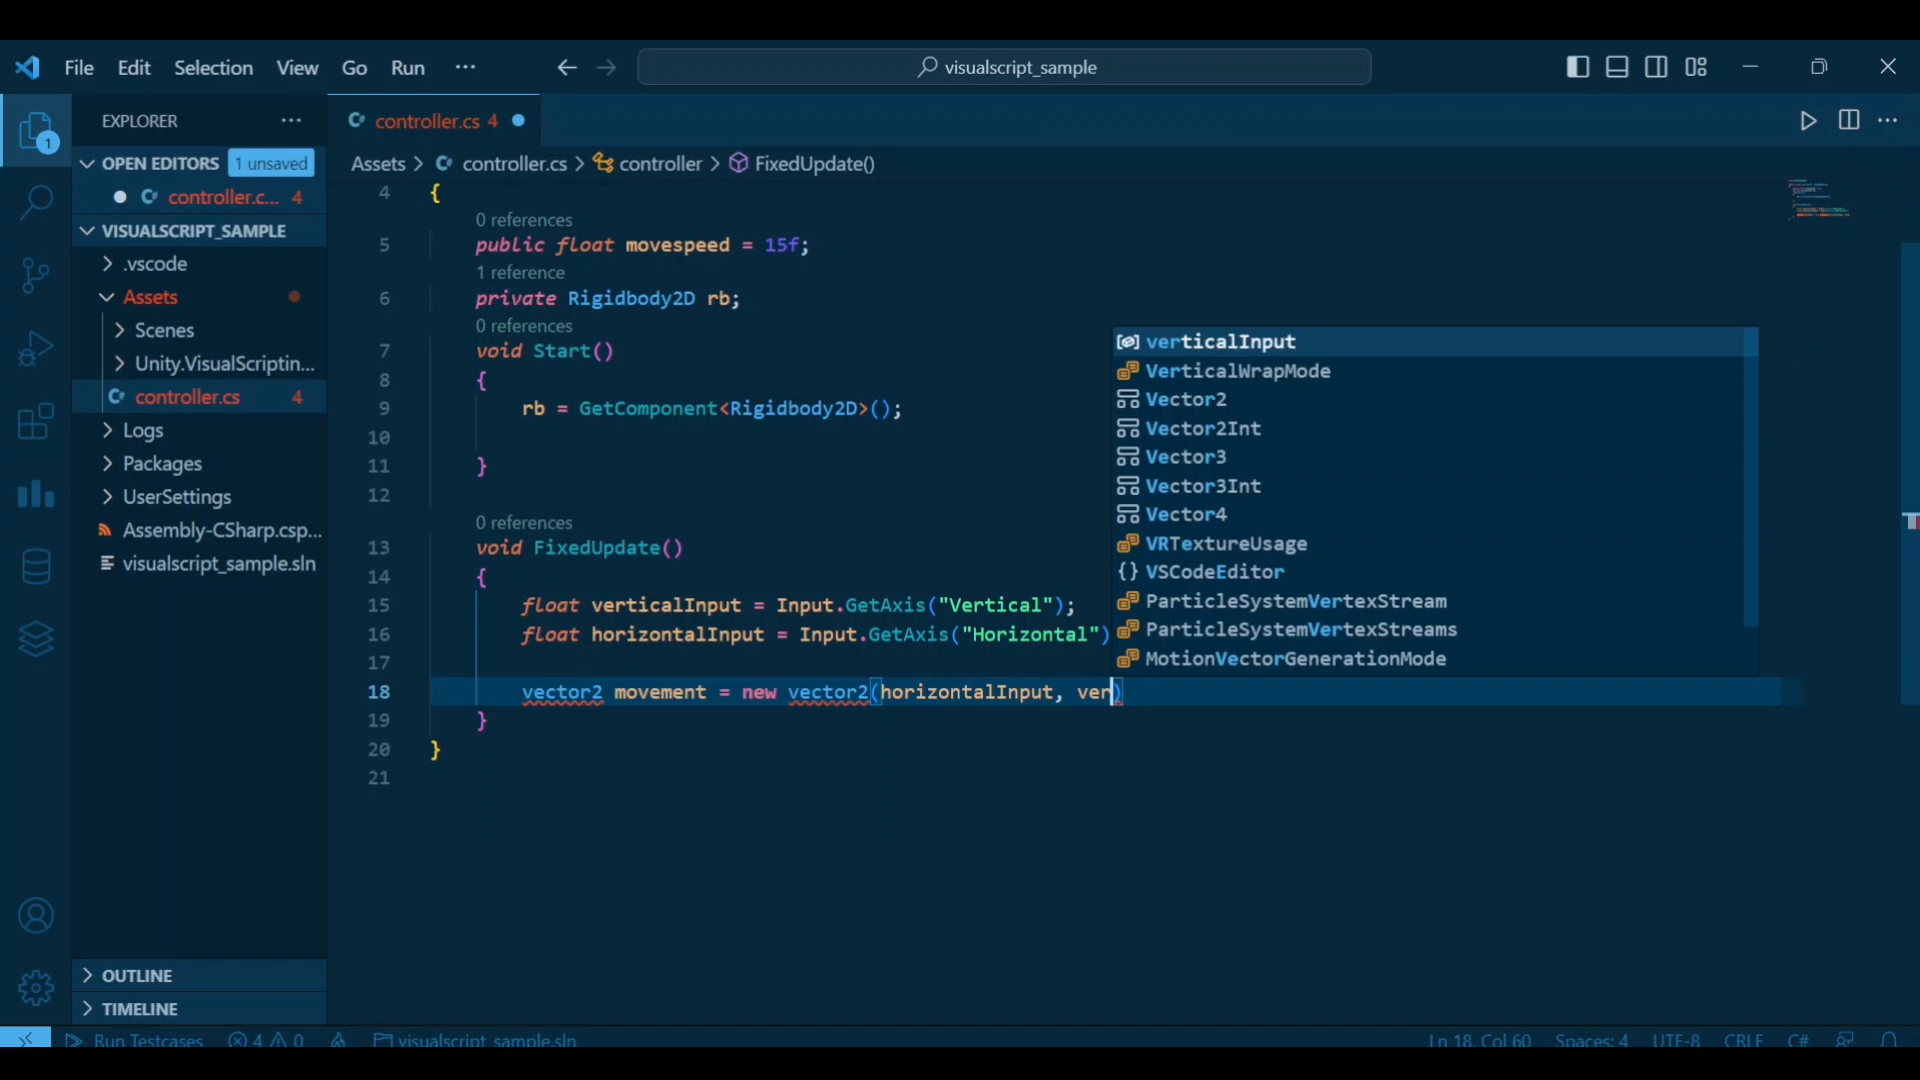 File Edit Selection View Go Run ··· visualscript_sample
EXPLORER ···
controller.cs 4
OPEN EDITORS 1 unsaved
controller.c... 4
Assets > controller.cs > controller > FixedUpdate()
VISUALSCRIPT_SAMPLE
.vscode
Assets
Scenes
Unity.VisualScriptin...
controller.cs 4
Logs
Packages
UserSettings
Assembly-CSharp.csp...
visualscript_sample.sln
OUTLINE
TIMELINE
1
4 {
0 references
5 public float movespeed = 15f;
1 reference
6 private Rigidbody2D rb;
0 references
7 void Start()
8 {
9 rb = GetComponent<Rigidbody2D>();
10
11 }
12
0 references
13 void FixedUpdate()
14 {
15 float verticalInput = Input.GetAxis("Vertical");
16 float horizontalInput = Input.GetAxis("Horizontal")
17
18 vector2 movement = new vector2(horizontalInput, ver)
19 }
20 }
21
verticalInput
VerticalWrapMode
Vector2
Vector2Int
Vector3
Vector3Int
Vector4
VRTextureUsage
{} VSCodeEditor
ParticleSystemVertexStream
ParticleSystemVertexStreams
MotionVectorGenerationMode
Run Testcases 4 0 visualscript_sample.sln Ln 18, Col 60 Spaces: 4 UTF-8 CRLF C#